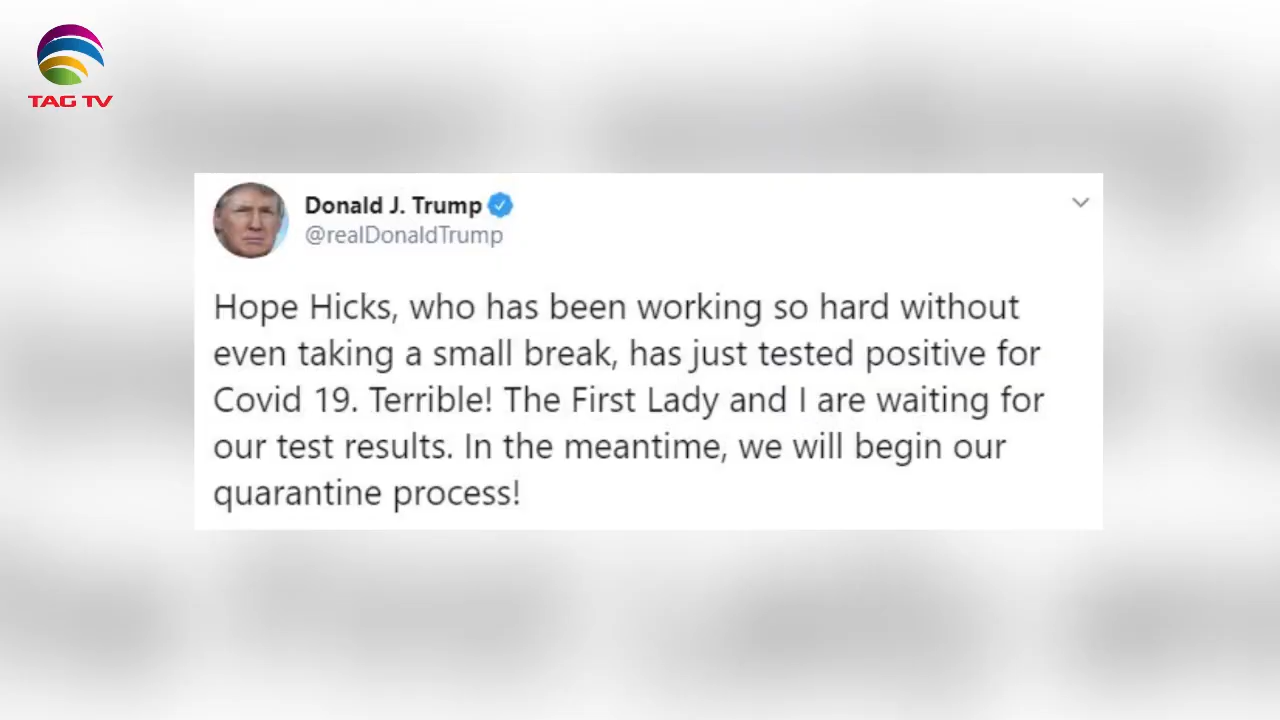 TAG TV
Donald J. Trump
@realDonaldTrump
Hope Hicks, who has been working so hard without
even taking a small break, has just tested positive for
Covid 19. Terrible! The First Lady and I are waiting for
our test results. In the meantime, we will begin our
quarantine process!